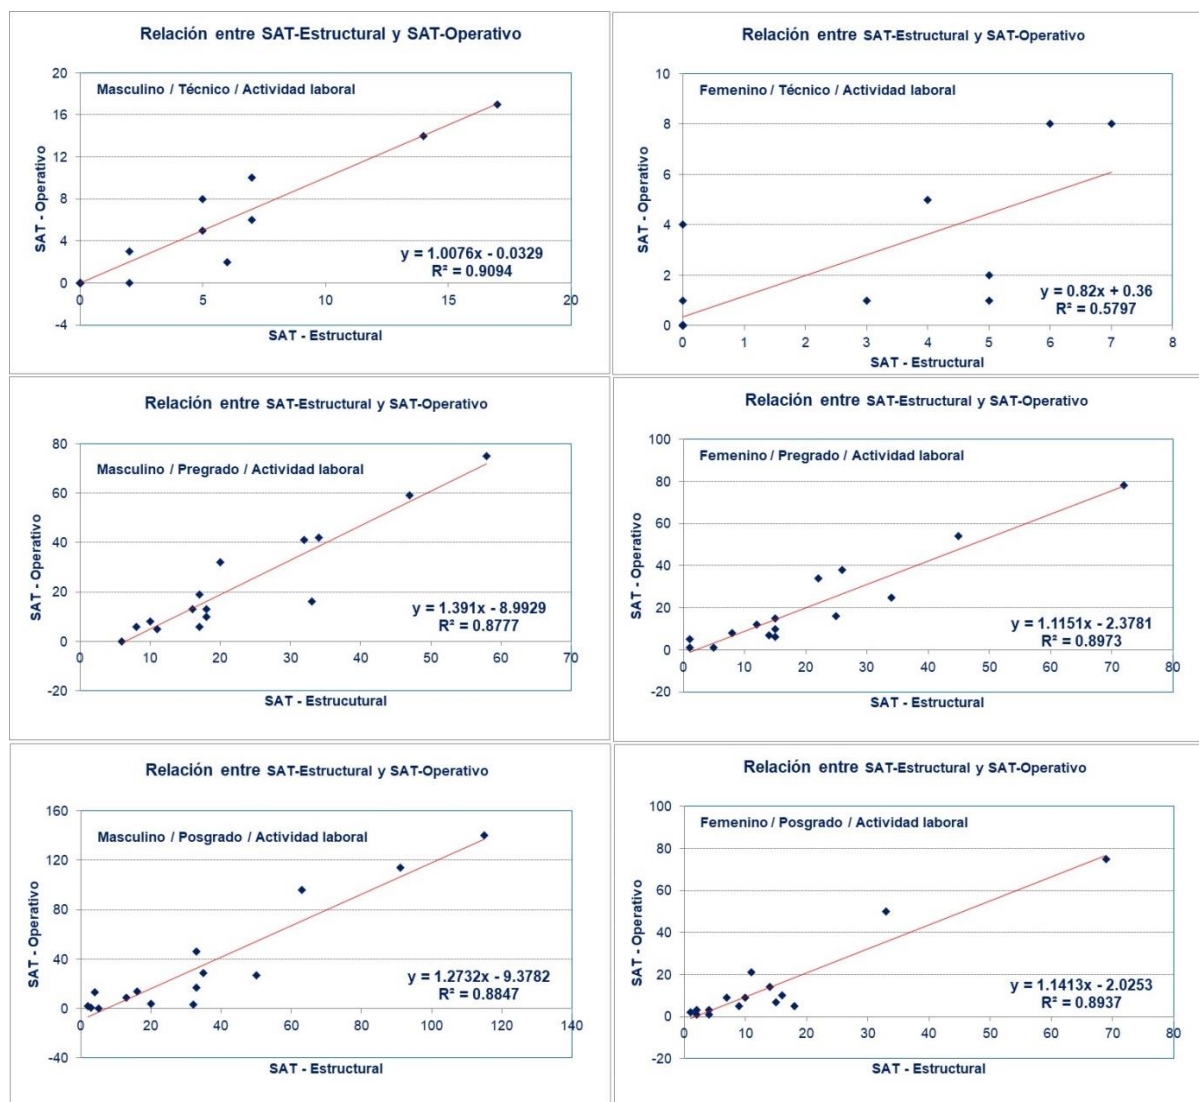 Relación entre SAT-Estructural y SAT-Operativo
Masculino / Técnico / Actividad laboral
SAT - Operativo
20
16
12
8
4
0
-4
y = 1.0076x - 0.0329
R² = 0.9094
0 5 10 15 20
SAT - Estructural
Relación entre SAT-Estructural y SAT-Operativo
Femenino / Técnico / Actividad laboral
SAT - Operativo
10
8
6
4
2
0
y = 0.82x + 0.36
R² = 0.5797
0 1 2 3 4 5 6 7 8
SAT - Estructural
Relación entre SAT-Estructural y SAT-Operativo
Masculino / Pregrado / Actividad laboral
SAT - Operativo
80
60
40
20
0
-20
y = 1.391x - 8.9929
R² = 0.8777
0 10 20 30 40 50 60 70
SAT - Estrucutural
Relación entre SAT-Estructural y SAT-Operativo
Femenino / Pregrado / Actividad laboral
SAT - Operativo
100
80
60
40
20
0
-20
y = 1.1151x - 2.3781
R² = 0.8973
0 10 20 30 40 50 60 70 80
SAT - Estructural
Relación entre SAT-Estructural y SAT-Operativo
Masculino / Posgrado / Actividad laboral
SAT - Operativo
160
120
80
40
0
-40
y = 1.2732x - 9.3782
R² = 0.8847
0 20 40 60 80 100 120 140
SAT - Estructural
Relación entre SAT-Estructural y SAT-Operativo
Femenino / Posgrado / Actividad laboral
SAT - Operativo
100
80
60
40
20
0
-20
y = 1.1413x - 2.0253
R² = 0.8937
0 10 20 30 40 50 60 70 80
SAT - Estructural